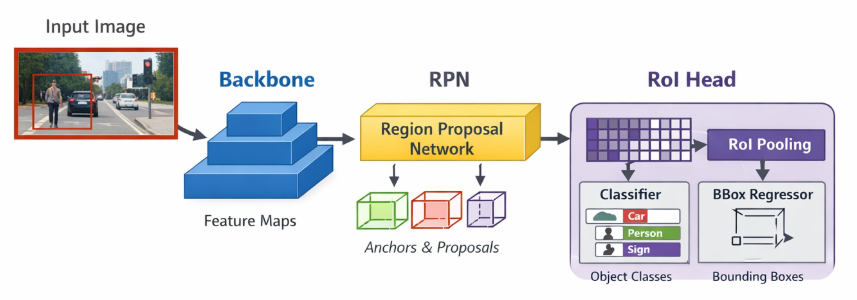 Input Image
Backbone
RPN
RoI Head
Region Proposal
Network
RoI Pooling
Classifier
Car
Person
Sign
BBox Regressor
Feature Maps
Anchors & Proposals
Object Classes
Bounding Boxes